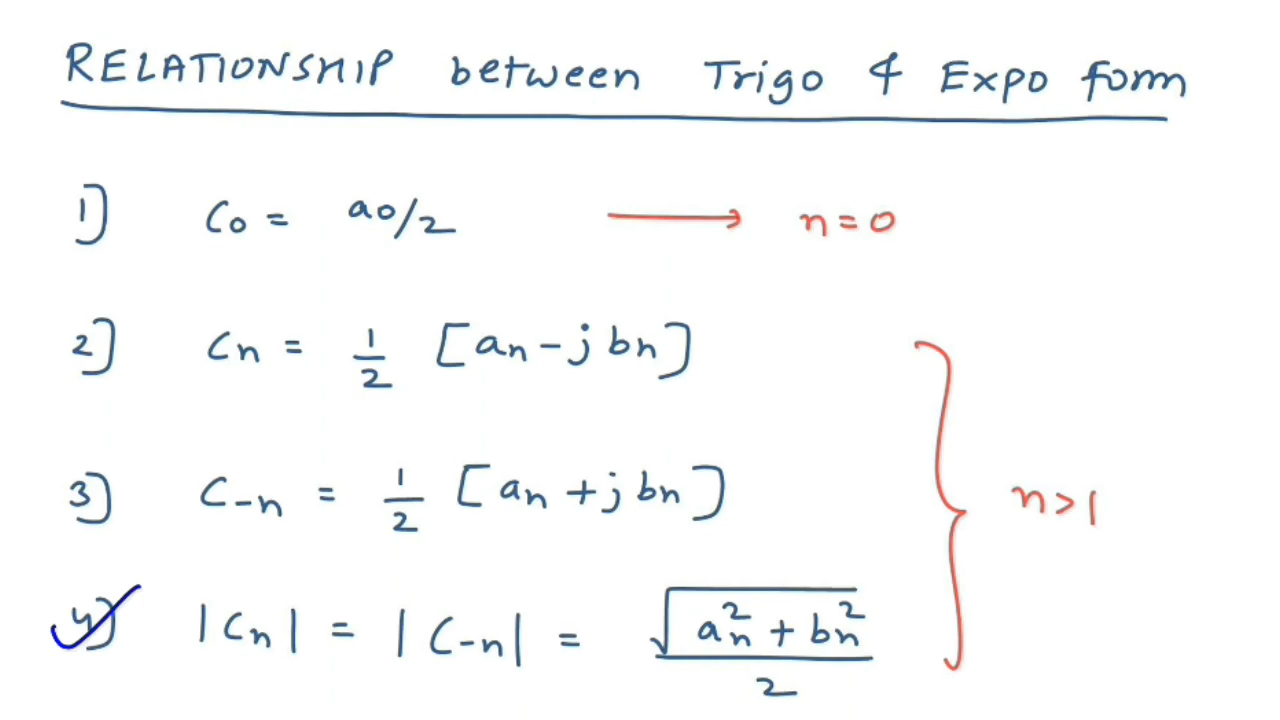 RELATIONSHIP between Trigo & Expo form
1] C₀ = a₀/2 ⟶ n=0
2] Cn = 1/2 [an - j bn]
3] C-n = 1/2 [an + j bn]
n>1
4] |Cn| = |C-n| = √(an² + bn²)/2